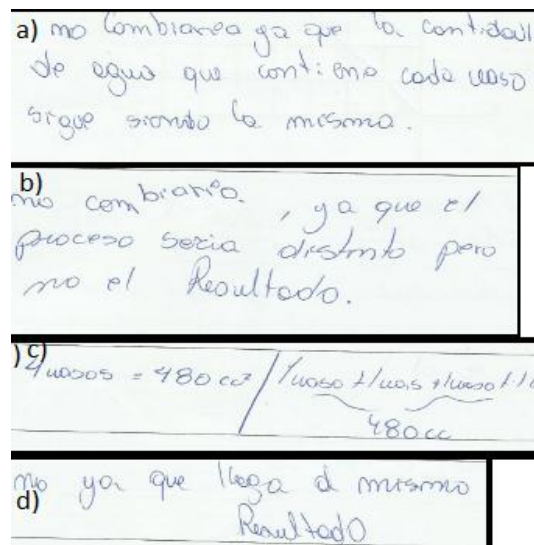 a) no Cambiarea ya que la cantidad
de agua que contiene cada vaso
sigue siendo la misma.
b)
no cambiaria. , ya que el
proceso seria distinto pero
no el Resultado.
) c)
4 vasos = 480 cc / 1 vaso + 1 vas + 1 vaso + 1
480 cc
no ya que llega al mismo
d) Resultado